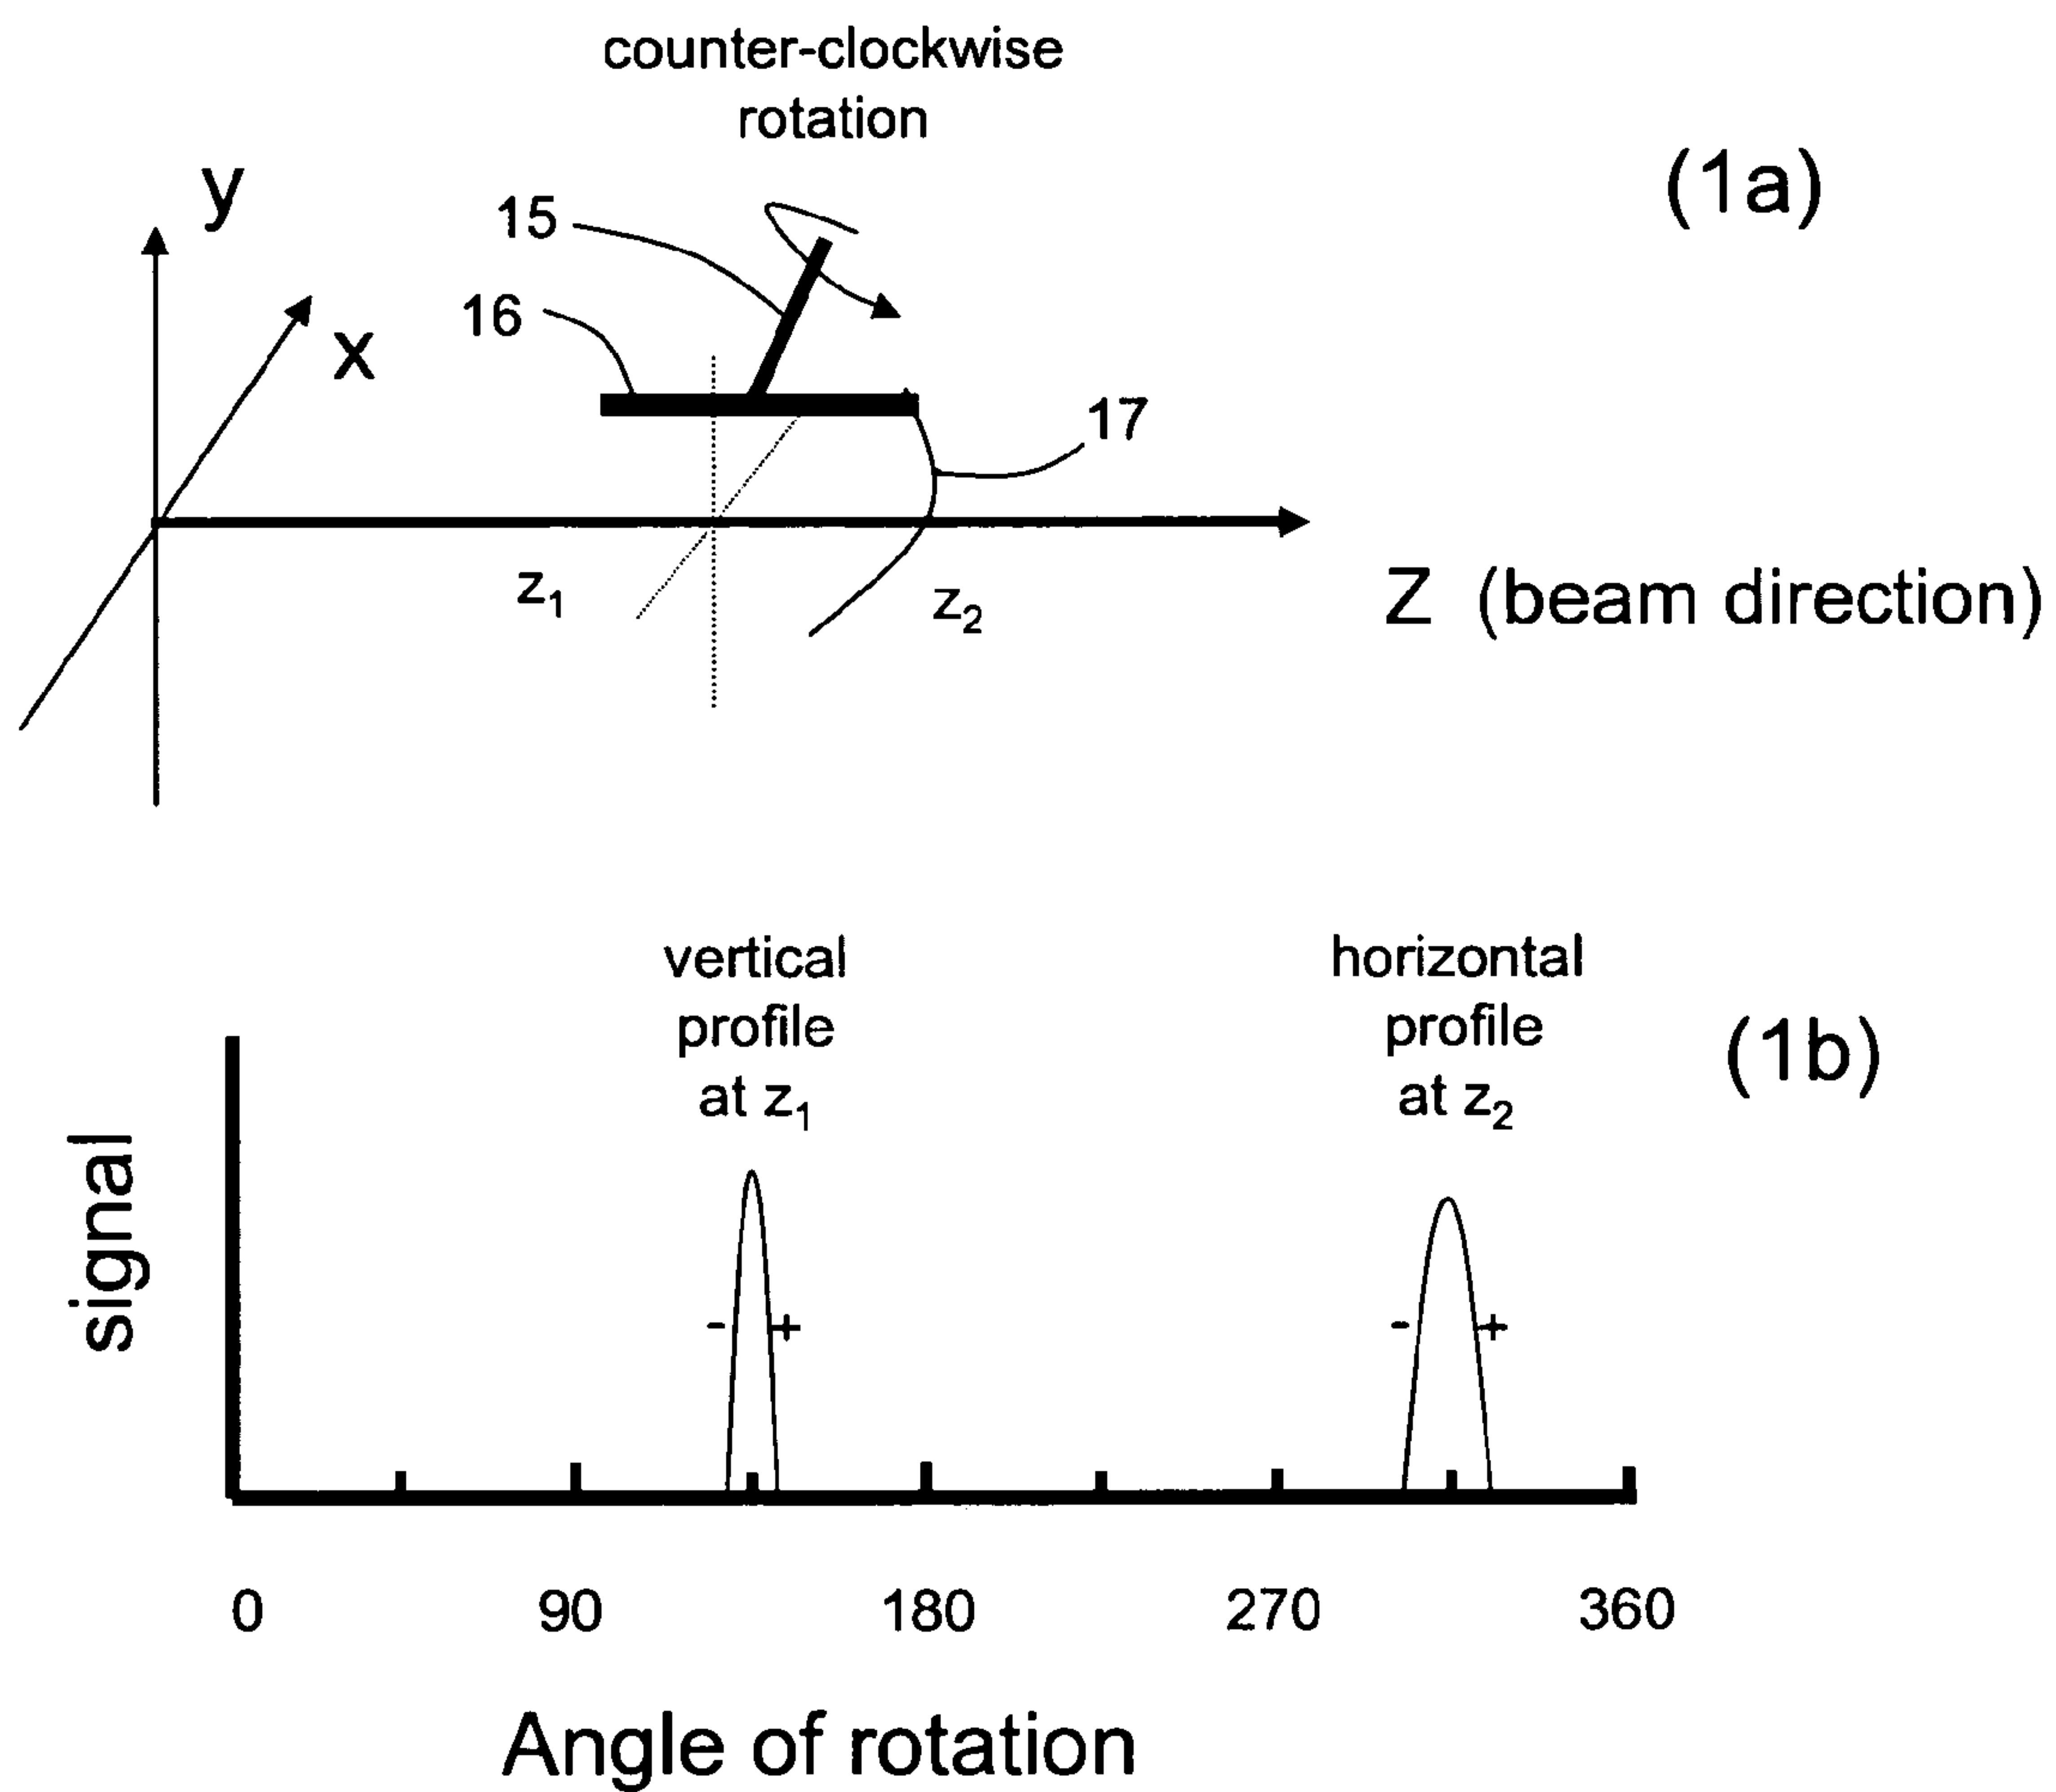 counter-clockwise
rotation
(1a)
y
15
16
x
17
z1
z2
Z (beam direction)
vertical
profile
at z1
horizontal
profile
at z2
(1b)
signal
- +
- +
0 90 180 270 360
Angle of rotation